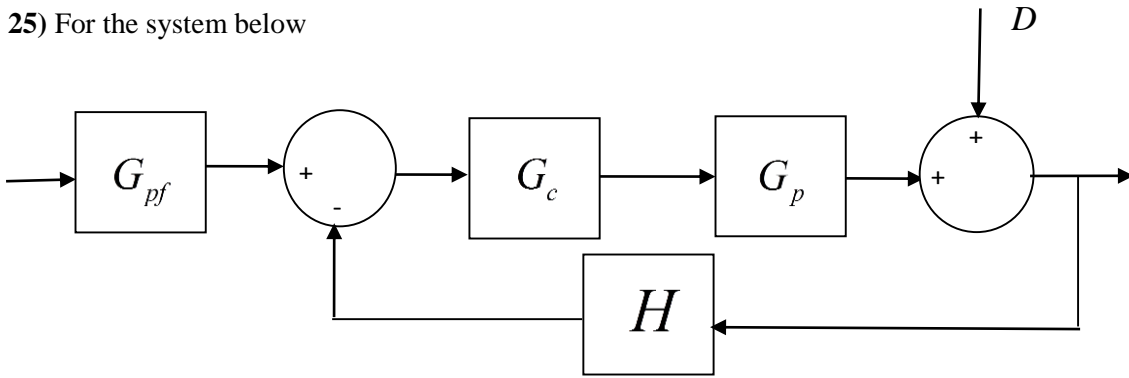 25) For the system below
D
G_pf
+
-
G_c
G_p
+
+
H